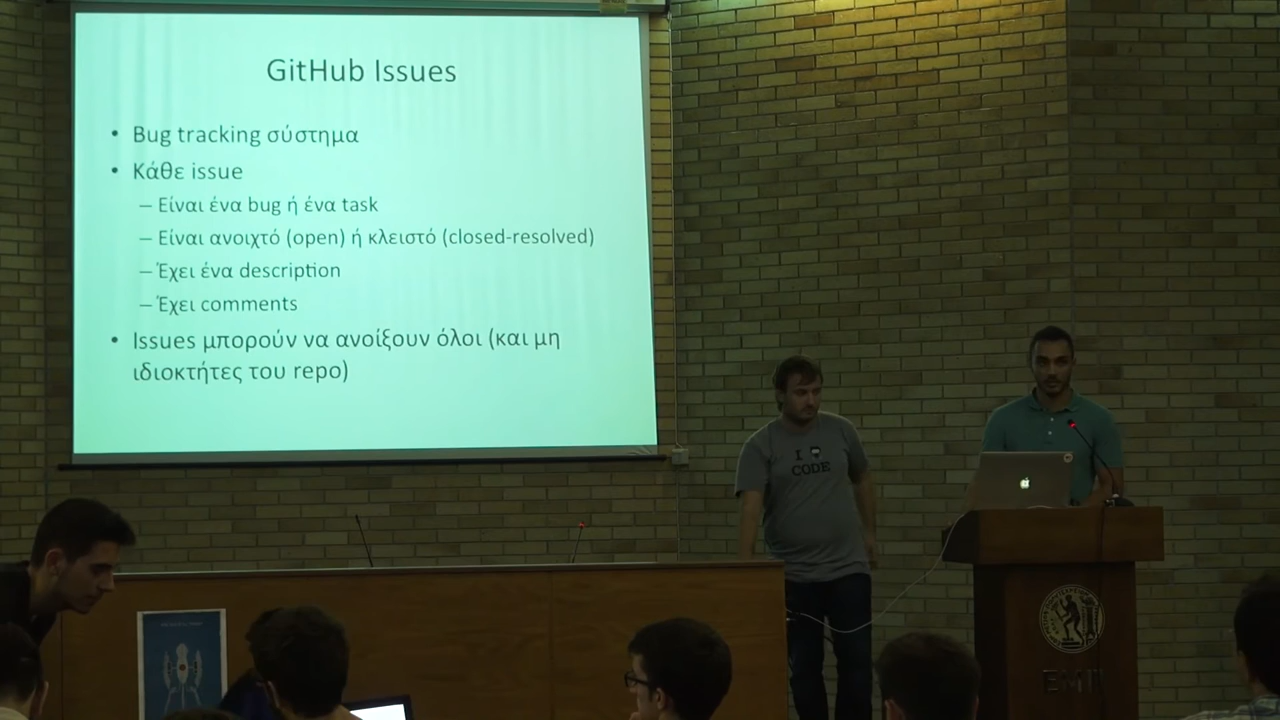 GitHub Issues
• Bug tracking σύστημα
• Κάθε issue
– Είναι ένα bug ή ένα task
– Είναι ανοιχτό (open) ή κλειστό (closed-resolved)
– Έχει ένα description
– Έχει comments
• Issues μπορούν να ανοίξουν όλοι (και μη
ιδιοκτήτες του repo)
I
CODE
ΕΜΠ